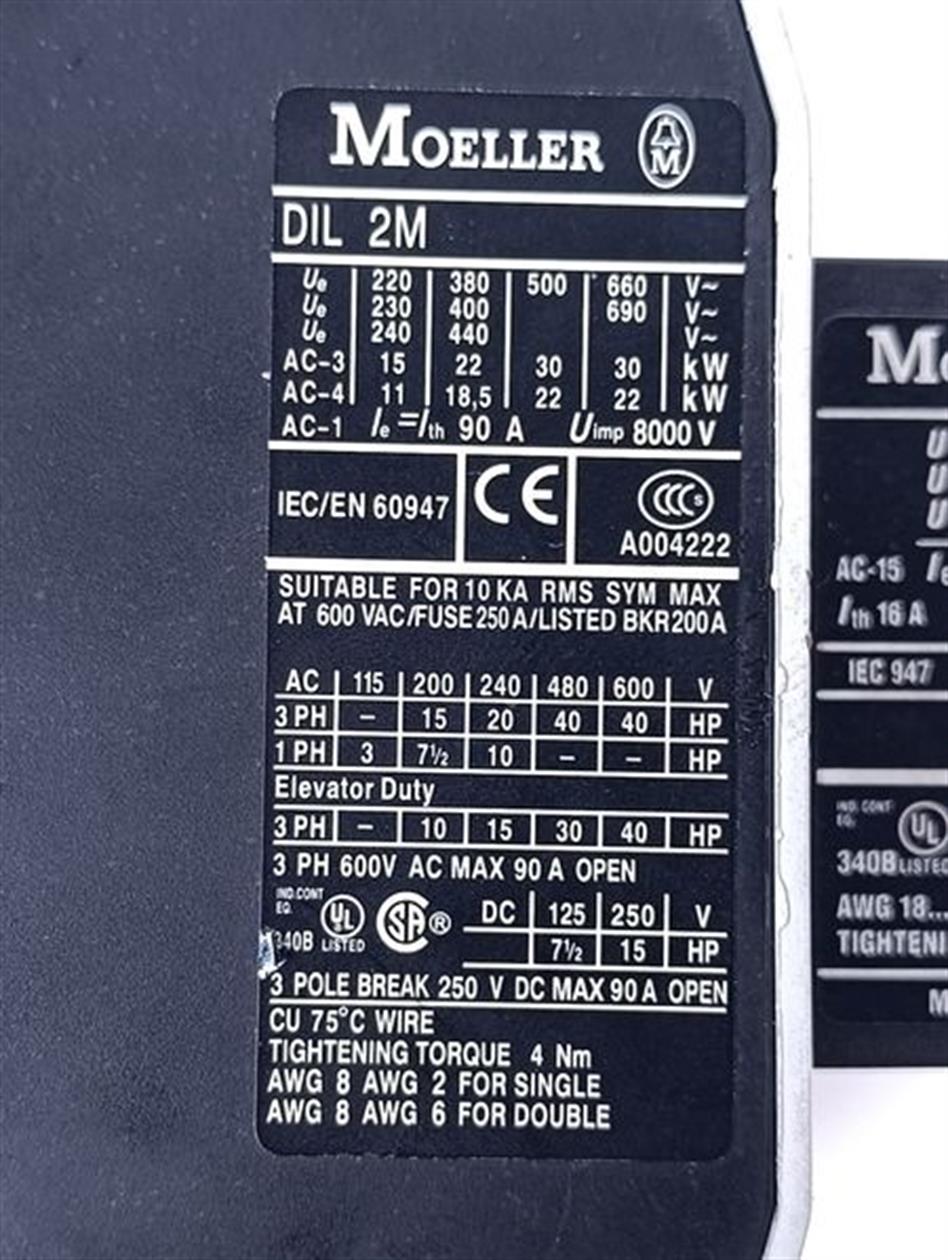 MOELLER M
DIL 2M
Ue 220 380 500 660 V~
Ue 230 400 690 V~
Ue 240 440 V~
AC-3 15 22 30 30 kW
AC-4 11 18,5 22 22 kW
AC-1 Ie =Ith 90 A Uimp 8000 V
IEC/EN 60947 CE CCC S
A004222
SUITABLE FOR 10 KA RMS SYM MAX
AT 600 VAC/FUSE 250 A/LISTED BKR 200 A
AC 115 200 240 480 600 V
3 PH – 15 20 40 40 HP
1 PH 3 7½ 10 – – HP
Elevator Duty
3 PH – 10 15 30 40 HP
3 PH 600V AC MAX 90 A OPEN
IND.CONT
EQ. UL SA ® DC 125 250 V
340B LISTED 7½ 15 HP
3 POLE BREAK 250 V DC MAX 90 A OPEN
CU 75°C WIRE
TIGHTENING TORQUE 4 Nm
AWG 8 AWG 2 FOR SINGLE
AWG 8 AWG 6 FOR DOUBLE
AC-15
Ith 16 A
IEC 947
IND. CONT
EQ. UL
340B LISTED
AWG 18...